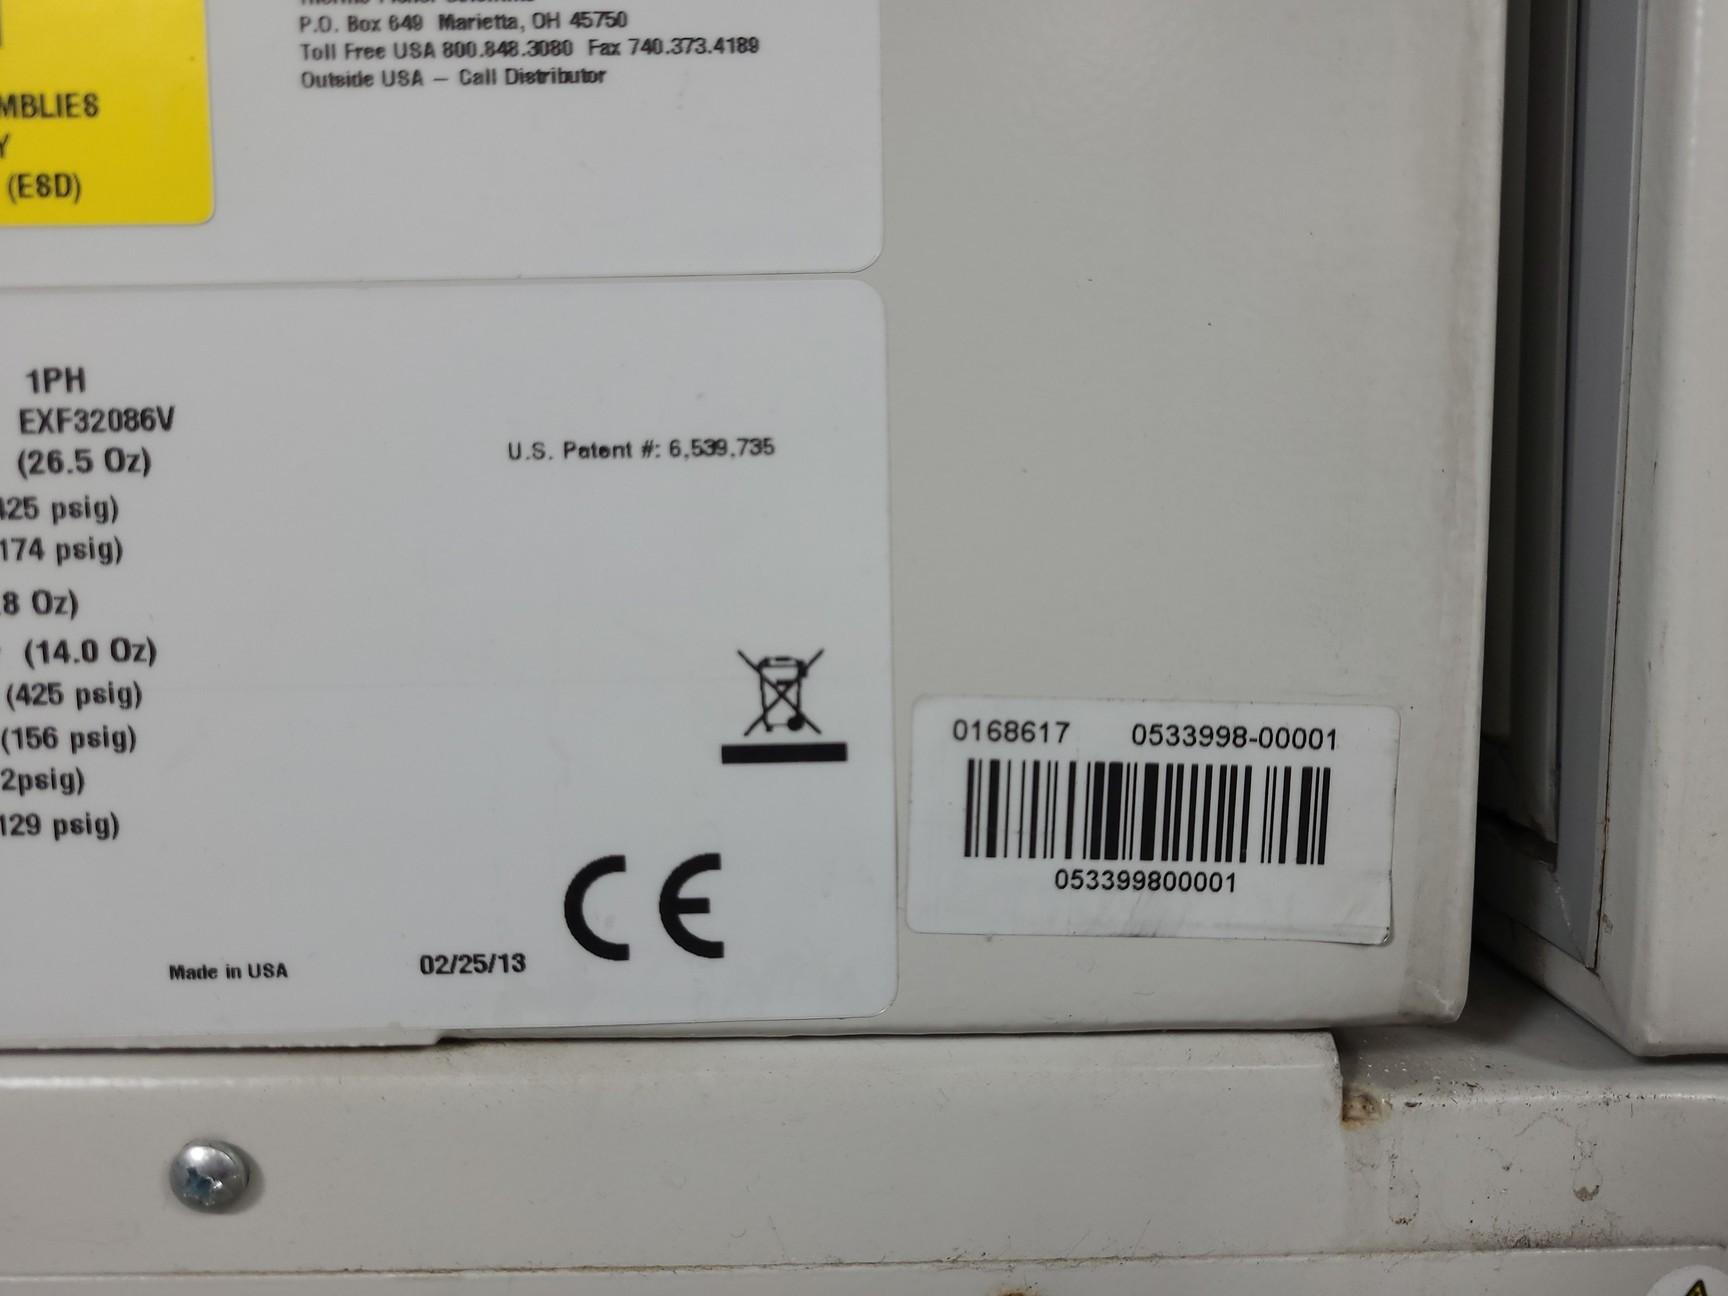 P.O. Box 649 Marietta, OH 45750
Toll Free USA 800.848.3080 Fax 740.373.4189
Outside USA – Call Distributor
MBLIES
Y
(ESD)
1PH
EXF32086V
(26.5 Oz)
425 psig)
174 psig)
.8 Oz)
(14.0 Oz)
(425 psig)
(156 psig)
2psig)
129 psig)
U.S. Patent #: 6,539,735
Made in USA
02/25/13
CE
0168617 0533998-00001
053399800001